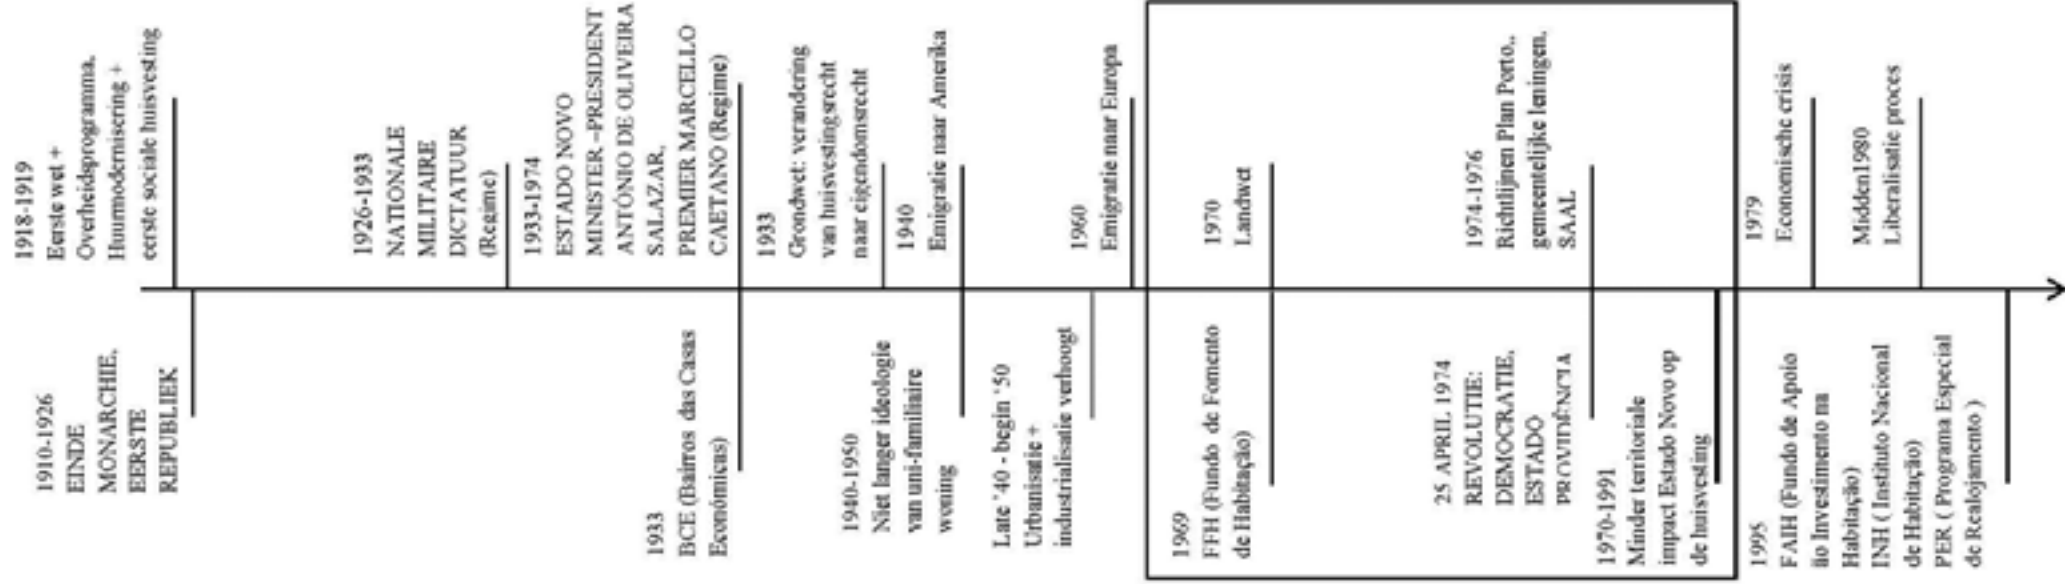 1918-1919
Eerste wet +
Overheidsprogramma,
Huurmodernisering +
eerste sociale huisvesting
1910-1926
EINDE
MONARCHIE,
EERSTE
REPUBLIEK
1926-1933
NATIONALE
MILITAIRE
DICTATUUR
(Regime)
1933-1974
ESTADO NOVO
MINISTER –PRESIDENT
ANTÓNIO DE OLIVEIRA
SALAZAR,
PREMIER MARCELLO
CAETANO (Regime)
1933
BCE (Bairros das Casas
Económicas)
1933
Grondwet: verandering
van huisvestingsrecht
naar eigendomsrecht
1940
Emigratie naar Amerika
1940-1950
Niet langer ideologie
van uni-familiaire
woning
Late ‘40 - begin ‘50
Urbanisatie +
industrialisatie verhoogt
1960
Emigratie naar Europa
1969
FFH (Fundo de Fomento
de Habitação)
1970
Landwet
25 APRIL 1974
REVOLUTIE:
DEMOCRATIE,
ESTADO
PROVIDÊNCIA
1974-1976
Richtlijnen Plan Porto,,
gemeentelijke leningen,
SAAL
1970-1991
Minder territoriale
impact Estado Novo op
de huisvesting
1979
Economische crisis
Midden1980
Liberalisatie proces
1995
FAIH (Fundo de Apoio
ão Investimento na
Habitação)
INH ( Instituto Nacional
de Habitação)
PER ( Programa Especial
de Realojamento )